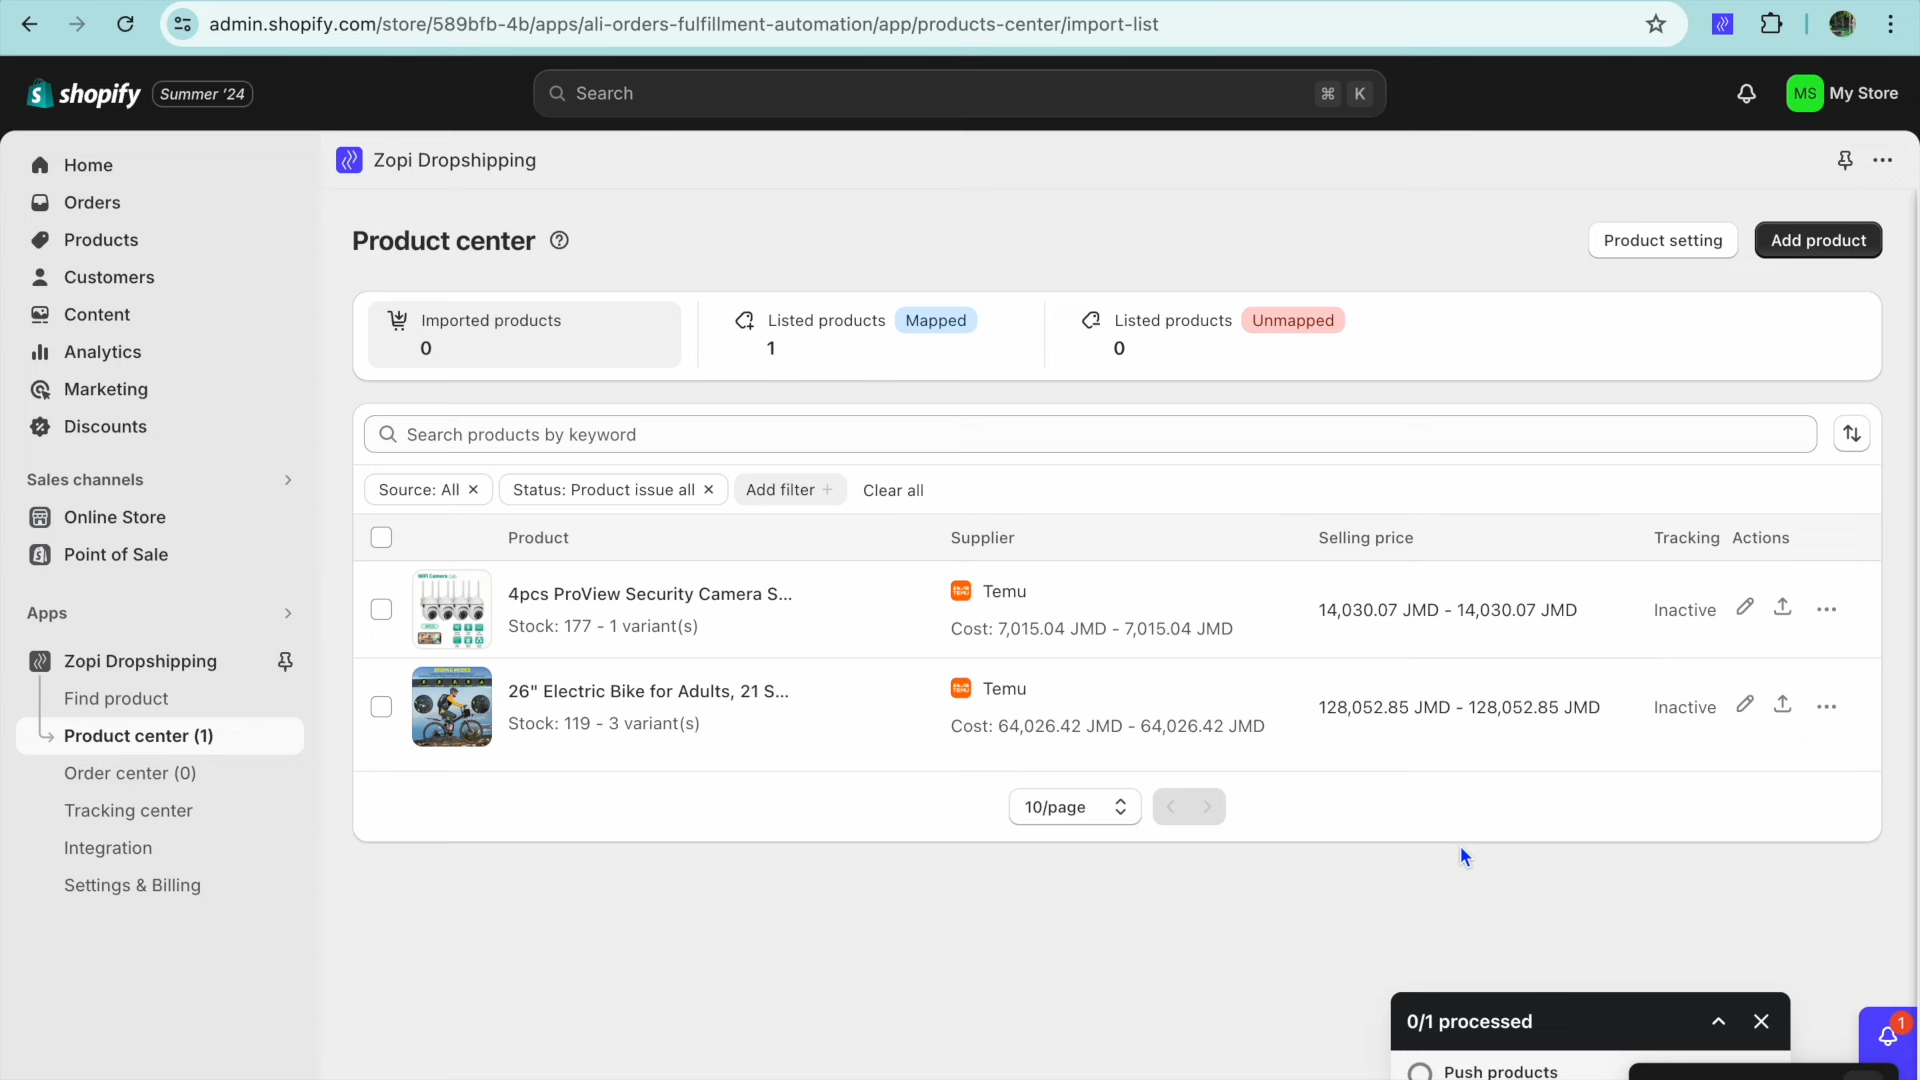 admin.shopify.com/store/589bfb-4b/apps/ali-orders-fulfillment-automation/app/products-center/import-list
shopify Summer '24
Search ⌘ K
MS My Store
Home
Orders
Products
Customers
Content
Analytics
Marketing
Discounts
Sales channels
Online Store
Point of Sale
Apps
Zopi Dropshipping
Find product
Product center (1)
Order center (0)
Tracking center
Integration
Settings & Billing
Zopi Dropshipping
Product center
Product setting Add product
Imported products
0
Listed products Mapped
1
Listed products Unmapped
0
Search products by keyword
Source: All Status: Product issue all Add filter + Clear all
Product Supplier Selling price Tracking Actions
4pcs ProView Security Camera S...
Stock: 177 - 1 variant(s)
Temu
Cost: 7,015.04 JMD - 7,015.04 JMD
14,030.07 JMD - 14,030.07 JMD
Inactive
26" Electric Bike for Adults, 21 S...
Stock: 119 - 3 variant(s)
Temu
Cost: 64,026.42 JMD - 64,026.42 JMD
128,052.85 JMD - 128,052.85 JMD
Inactive
10/page
0/1 processed
Push products
1